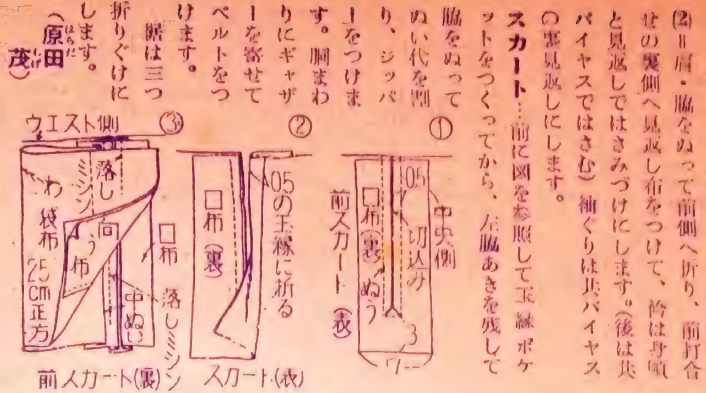 (2)=肩・脇をぬって前側へ折り、前打合
せの裏側へ見返し布をつけて、衿は身頃
と見返しではさみづけにします。(後は共
バイヤスではさむ)袖ぐりは共バイヤス
の裏見返しにします。
スカート…前に図を参照して玉縁ポケ
ットをつくってから、左脇あきを残して
脇をぬって
ぬい代を割
り、ジッパ
ーをつけま
す。胴まわ
りにギャザ
ーを寄せて
ベルトをつ
けます。
裾は三つ
折りぐけに
します。
(原田茂)
はらだ しげ
①
中央側
0.5
切込み
口布(裏)
ぬう
3
7
前スカート(表)
②
0.5の玉縁に折る
口布(裏)
スカート(表)
③
ウエスト側
落しミシン
わ
袋布
25cm正方
向う布
口布
中ぬい
落しミシン
前スカート(裏)